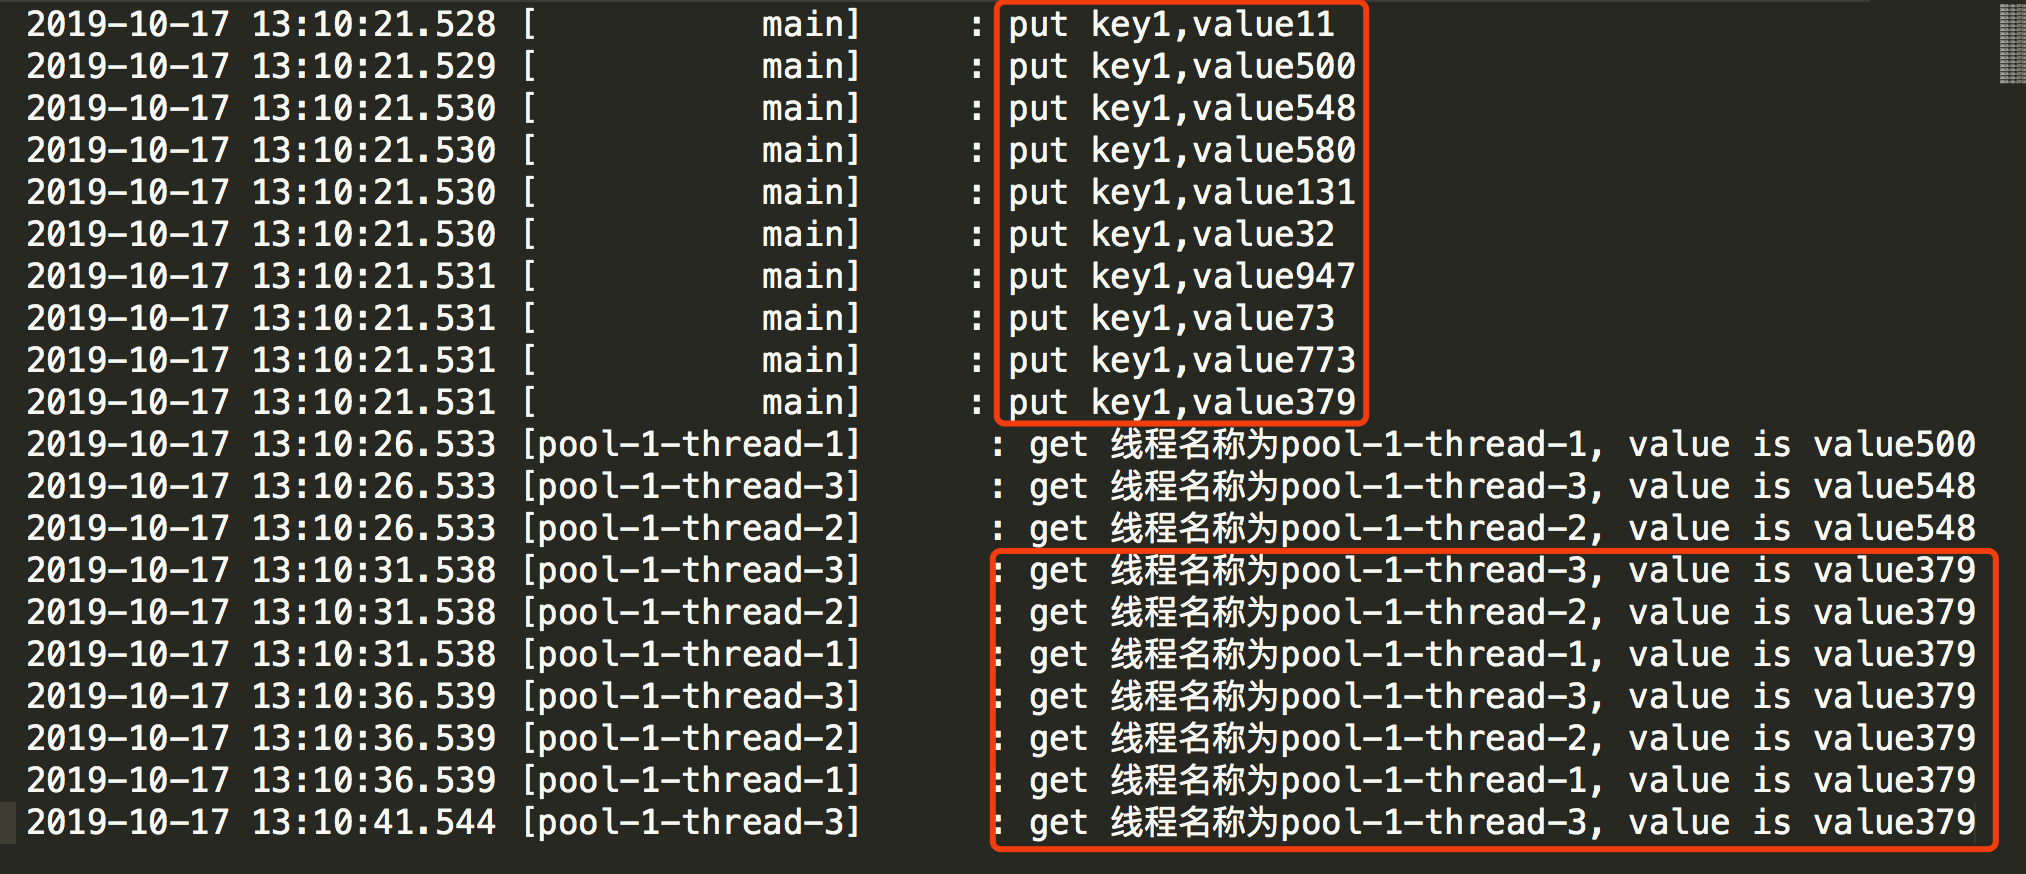 2019-10-17 13:10:21.528 [           main]      : put key1,value11
2019-10-17 13:10:21.529 [           main]      : put key1,value500
2019-10-17 13:10:21.530 [           main]      : put key1,value548
2019-10-17 13:10:21.530 [           main]      : put key1,value580
2019-10-17 13:10:21.530 [           main]      : put key1,value131
2019-10-17 13:10:21.530 [           main]      : put key1,value32
2019-10-17 13:10:21.531 [           main]      : put key1,value947
2019-10-17 13:10:21.531 [           main]      : put key1,value73
2019-10-17 13:10:21.531 [           main]      : put key1,value773
2019-10-17 13:10:21.531 [           main]      : put key1,value379
2019-10-17 13:10:26.533 [pool-1-thread-1]      : get 线程名称为pool-1-thread-1, value is value500
2019-10-17 13:10:26.533 [pool-1-thread-3]      : get 线程名称为pool-1-thread-3, value is value548
2019-10-17 13:10:26.533 [pool-1-thread-2]      : get 线程名称为pool-1-thread-2, value is value548
2019-10-17 13:10:31.538 [pool-1-thread-3]      : get 线程名称为pool-1-thread-3, value is value379
2019-10-17 13:10:31.538 [pool-1-thread-2]      : get 线程名称为pool-1-thread-2, value is value379
2019-10-17 13:10:31.538 [pool-1-thread-1]      : get 线程名称为pool-1-thread-1, value is value379
2019-10-17 13:10:36.539 [pool-1-thread-3]      : get 线程名称为pool-1-thread-3, value is value379
2019-10-17 13:10:36.539 [pool-1-thread-2]      : get 线程名称为pool-1-thread-2, value is value379
2019-10-17 13:10:36.539 [pool-1-thread-1]      : get 线程名称为pool-1-thread-1, value is value379
2019-10-17 13:10:41.544 [pool-1-thread-3]      : get 线程名称为pool-1-thread-3, value is value379